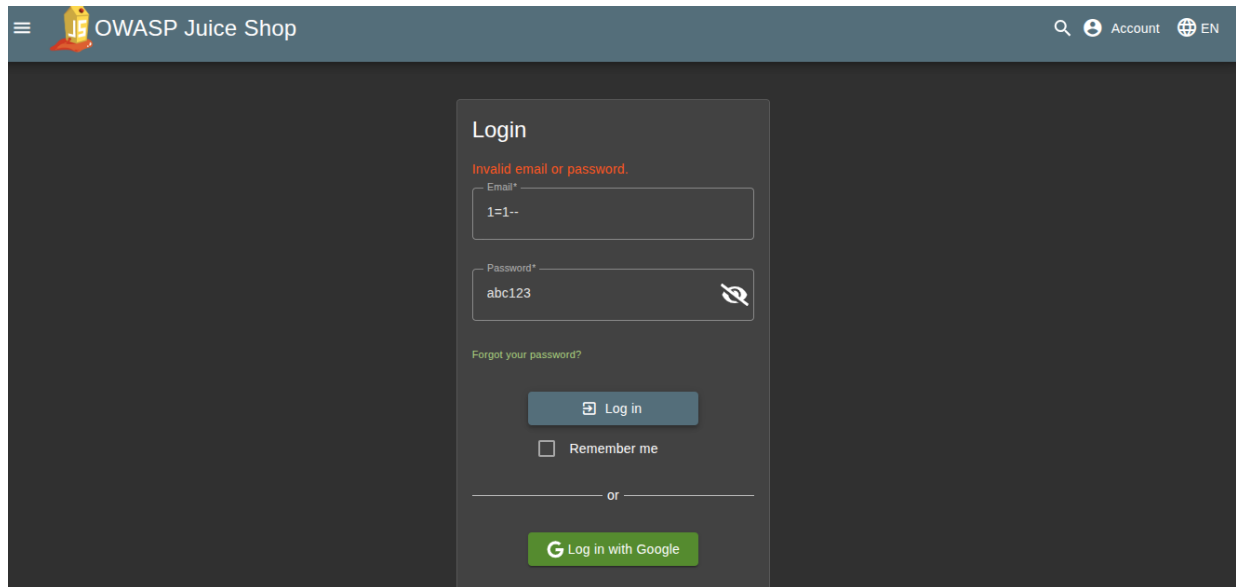 OWASP Juice Shop
Account EN
Login
Invalid email or password.
Email*
1=1--
Password*
abc123
Forgot your password?
Log in
Remember me
or
G Log in with Google